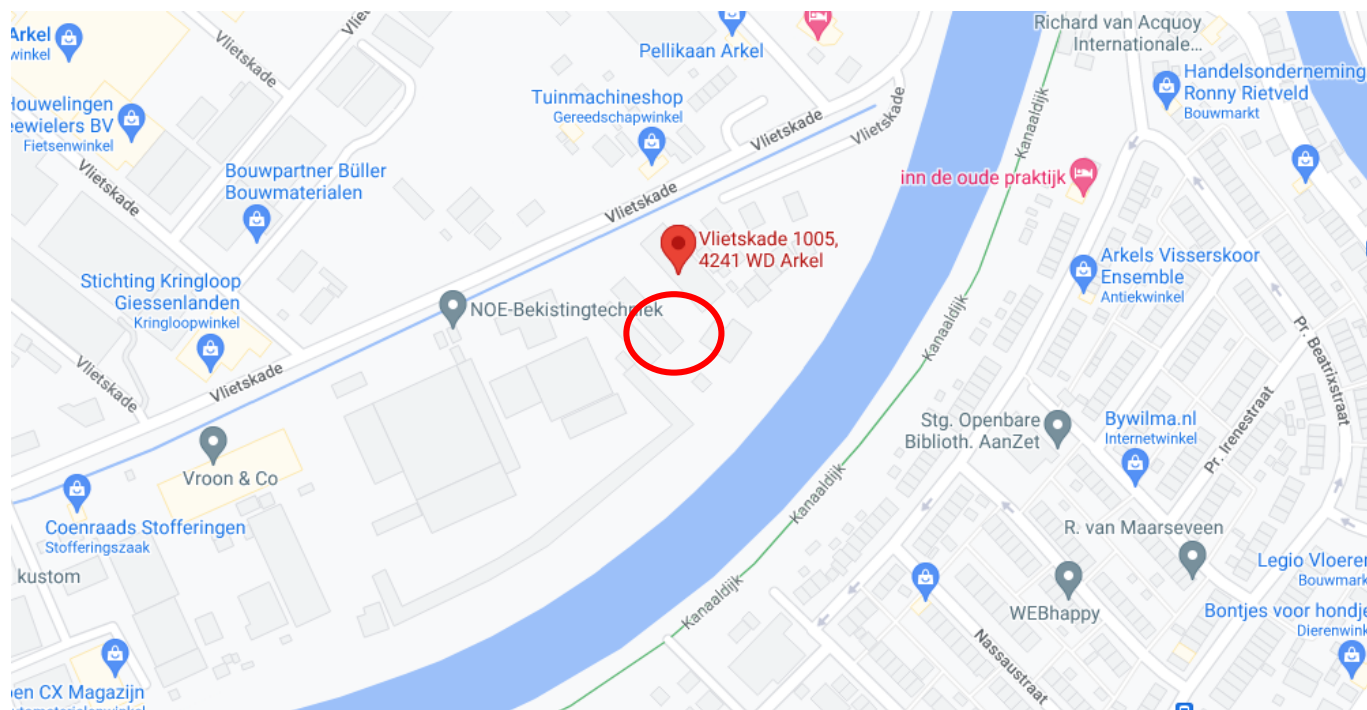 Arkel
winkel
Vlietskade
Vlie
Pellikaan Arkel
Richard van Acquoy
Internationale...
Handelsonderneming
Ronny Rietveld
Bouwmarkt
Houwelingen
eewielers BV
Fietsenwinkel
Tuinmachineshop
Gereedschapwinkel
Vlietskade
Vlietskade
Kanaaldijk
Vlietskade
Bouwpartner Büller
Bouwmaterialen
Vlietskade
inn de oude praktijk
Vlietskade 1005,
4241 WD Arkel
Arkels Visserskoor
Ensemble
Antiekwinkel
Stichting Kringloop
Giessenlanden
Kringloopwinkel
NOE-Bekistingtechniek
Kanaaldijk
Pr. Beatrixstraat
Vlietskade
Vlietskade
Pr. Irenestraat
Stg. Openbare
Biblioth. AanZet
Bywilma.nl
Internetwinkel
Vroon & Co
Kanaaldijk
Coenraads Stofferingen
Stofferingszaak
R. van Maarseveen
kustom
Legio Vloeren
Bouwmark
Kanaaldijk
WEBhappy
Bontjes voor hondje
Dierenwink
Nassaustraat
en CX Magazijn